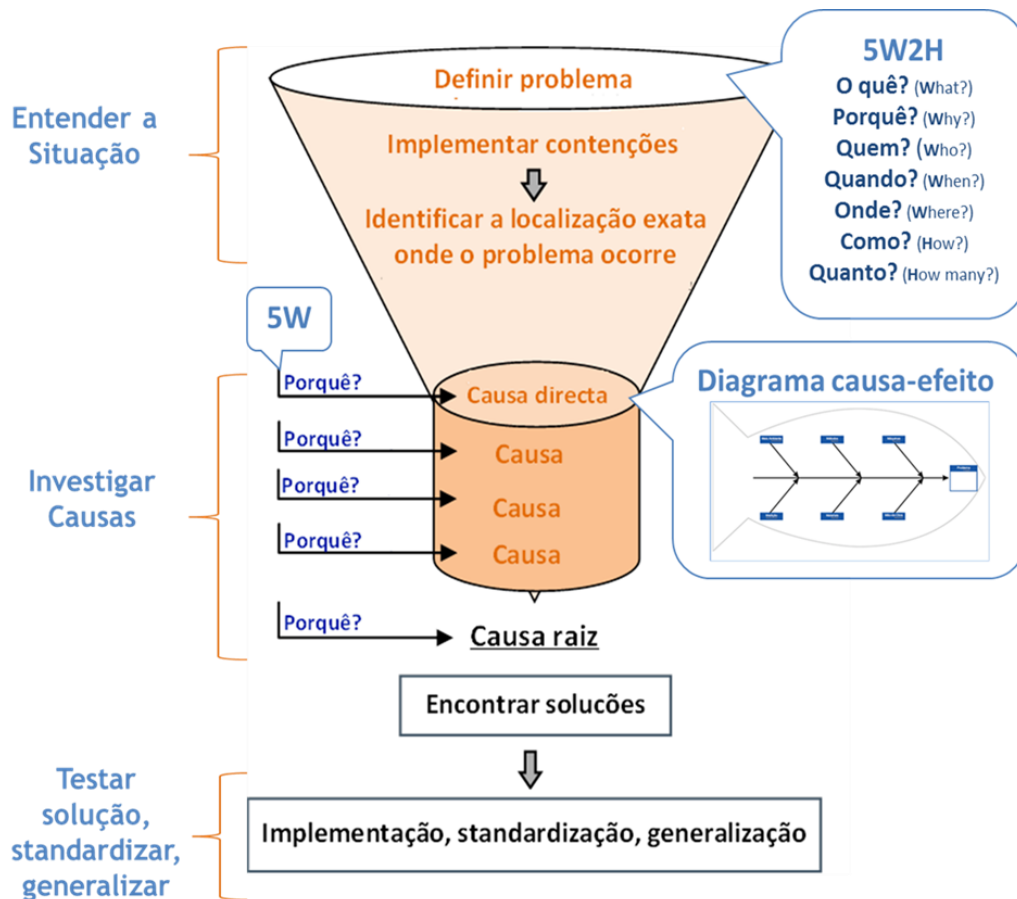 5W2H
O quê? (What?)
Porquê? (Why?)
Quem? (Who?)
Quando? (When?)
Onde? (Where?)
Como? (How?)
Quanto? (How many?)
Entender a
Situação
Definir problema
Implementar contenções
Identificar a localização exata
onde o problema ocorre
5W
Investigar
Causas
Porquê?
Causa directa
Porquê?
Causa
Porquê?
Causa
Porquê?
Causa
Porquê?
Causa raiz
Diagrama causa-efeito
Encontrar solucões
Testar
solução,
standardizar,
generalizar
Implementação, standardização, generalização